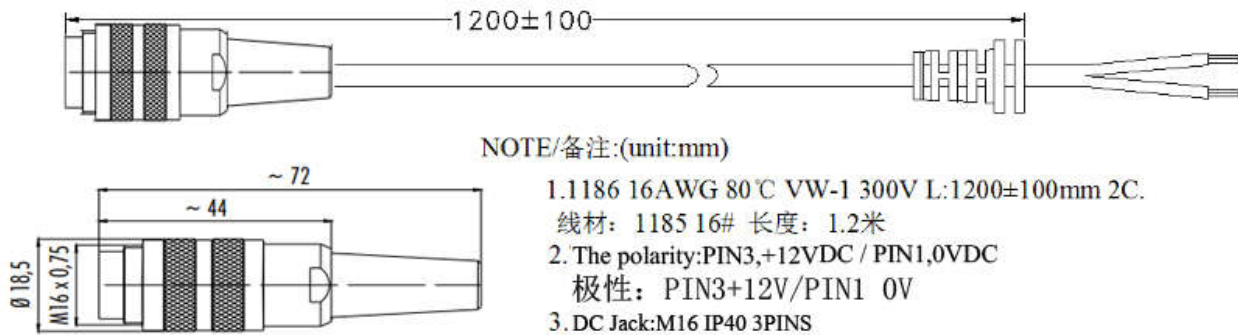 1200±100
NOTE/备注:(unit:mm)
~ 72
~ 44
Ø 18,5
M16 x 0,75
1.1186 16AWG 80℃ VW-1 300V L:1200±100mm 2C.
线材：1185 16# 长度：1.2米
2. The polarity:PIN3,+12VDC / PIN1,0VDC
极性：PIN3+12V/PIN1 0V
3. DC Jack:M16 IP40 3PINS